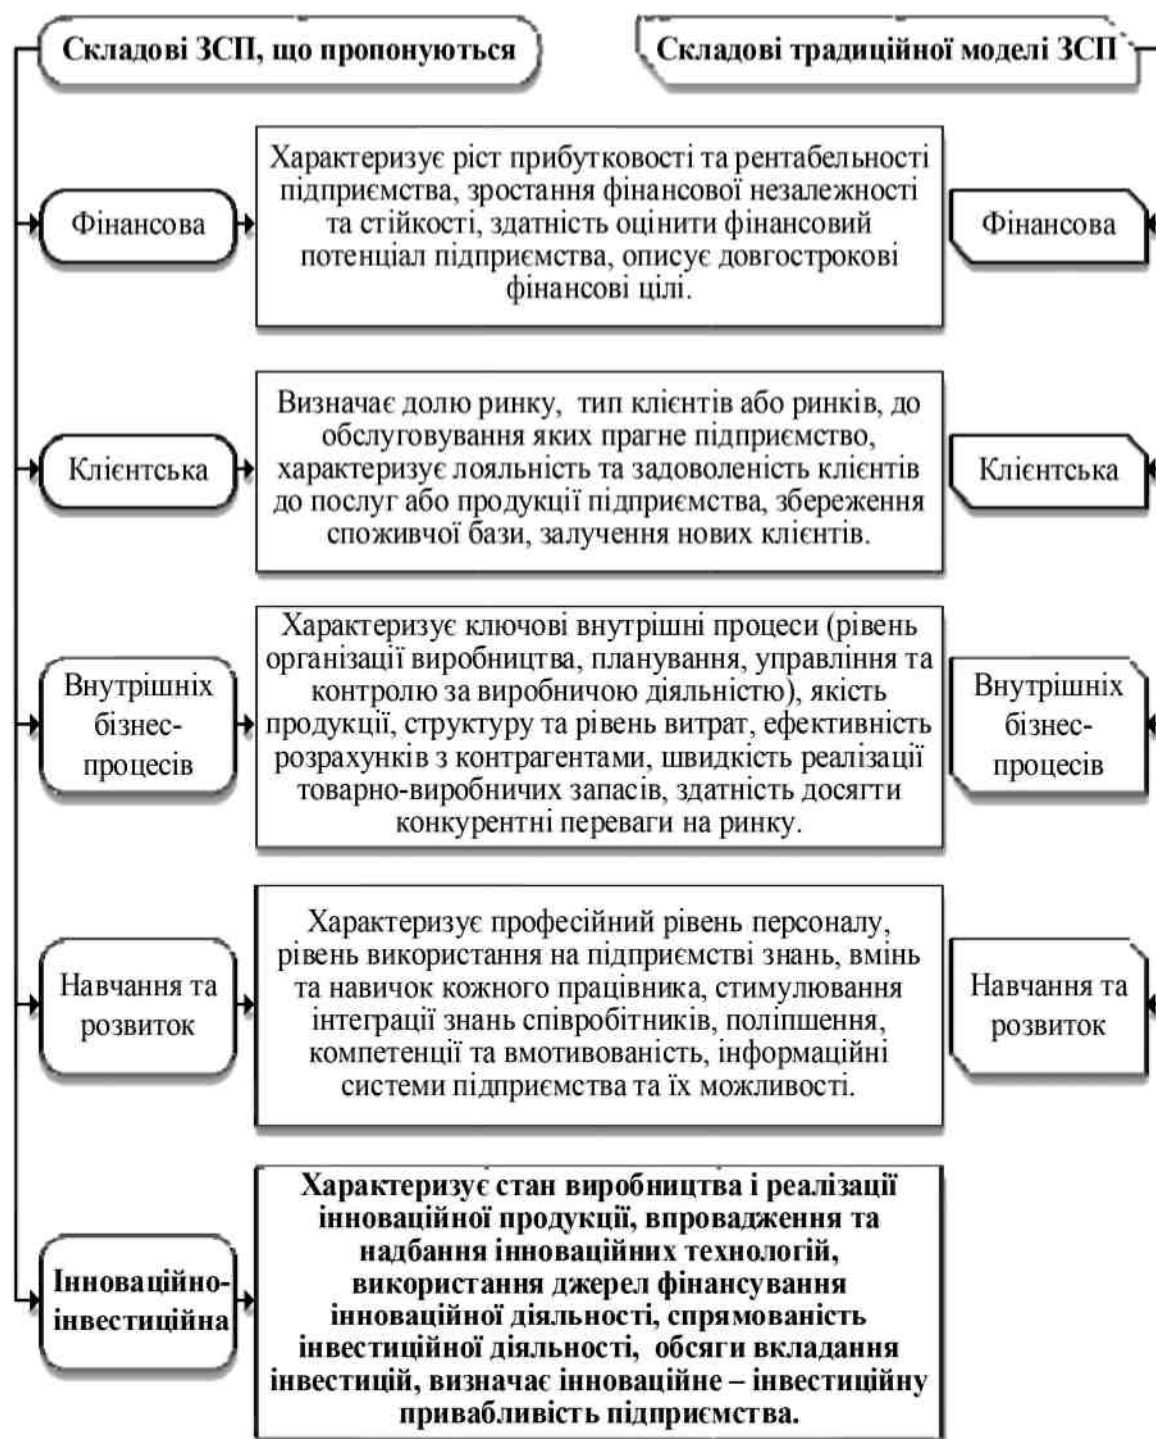 Складові ЗСП, що пропонуються
Складові традиційної моделі ЗСП
Фінансова
Характеризує ріст прибутковості та рентабельності
підприємства, зростання фінансової незалежності
та стійкості, здатність оцінити фінансовий
потенціал підприємства, описує довгострокові
фінансові цілі.
Фінансова
Клієнтська
Визначає долю ринку, тип клієнтів або ринків, до
обслуговування яких прагне підприємство,
характеризує лояльність та задоволеність клієнтів
до послуг або продукції підприємства, збереження
споживчої бази, залучення нових клієнтів.
Клієнтська
Внутрішніх
бізнес-
процесів
Характеризує ключові внутрішні процеси (рівень
організації виробництва, планування, управління та
контролю за виробничою діяльністю), якість
продукції, структуру та рівень витрат, ефективність
розрахунків з контрагентами, швидкість реалізації
товарно-виробничих запасів, здатність досягти
конкурентні переваги на ринку.
Внутрішніх
бізнес-
процесів
Навчання та
розвиток
Характеризує професійний рівень персоналу,
рівень використання на підприємстві знань, вмінь
та навичок кожного працівника, стимулювання
інтеграції знань співробітників, поліпшення,
компетенції та вмотивованість, інформаційні
системи підприємства та їх можливості.
Навчання та
розвиток
Інноваційно-
інвестиційна
Характеризує стан виробництва і реалізації
інноваційної продукції, впровадження та
надбання інноваційних технологій,
використання джерел фінансування
інноваційної діяльності, спрямованість
інвестиційної діяльності, обсяги вкладання
інвестицій, визначає інноваційне – інвестиційну
привабливість підприємства.